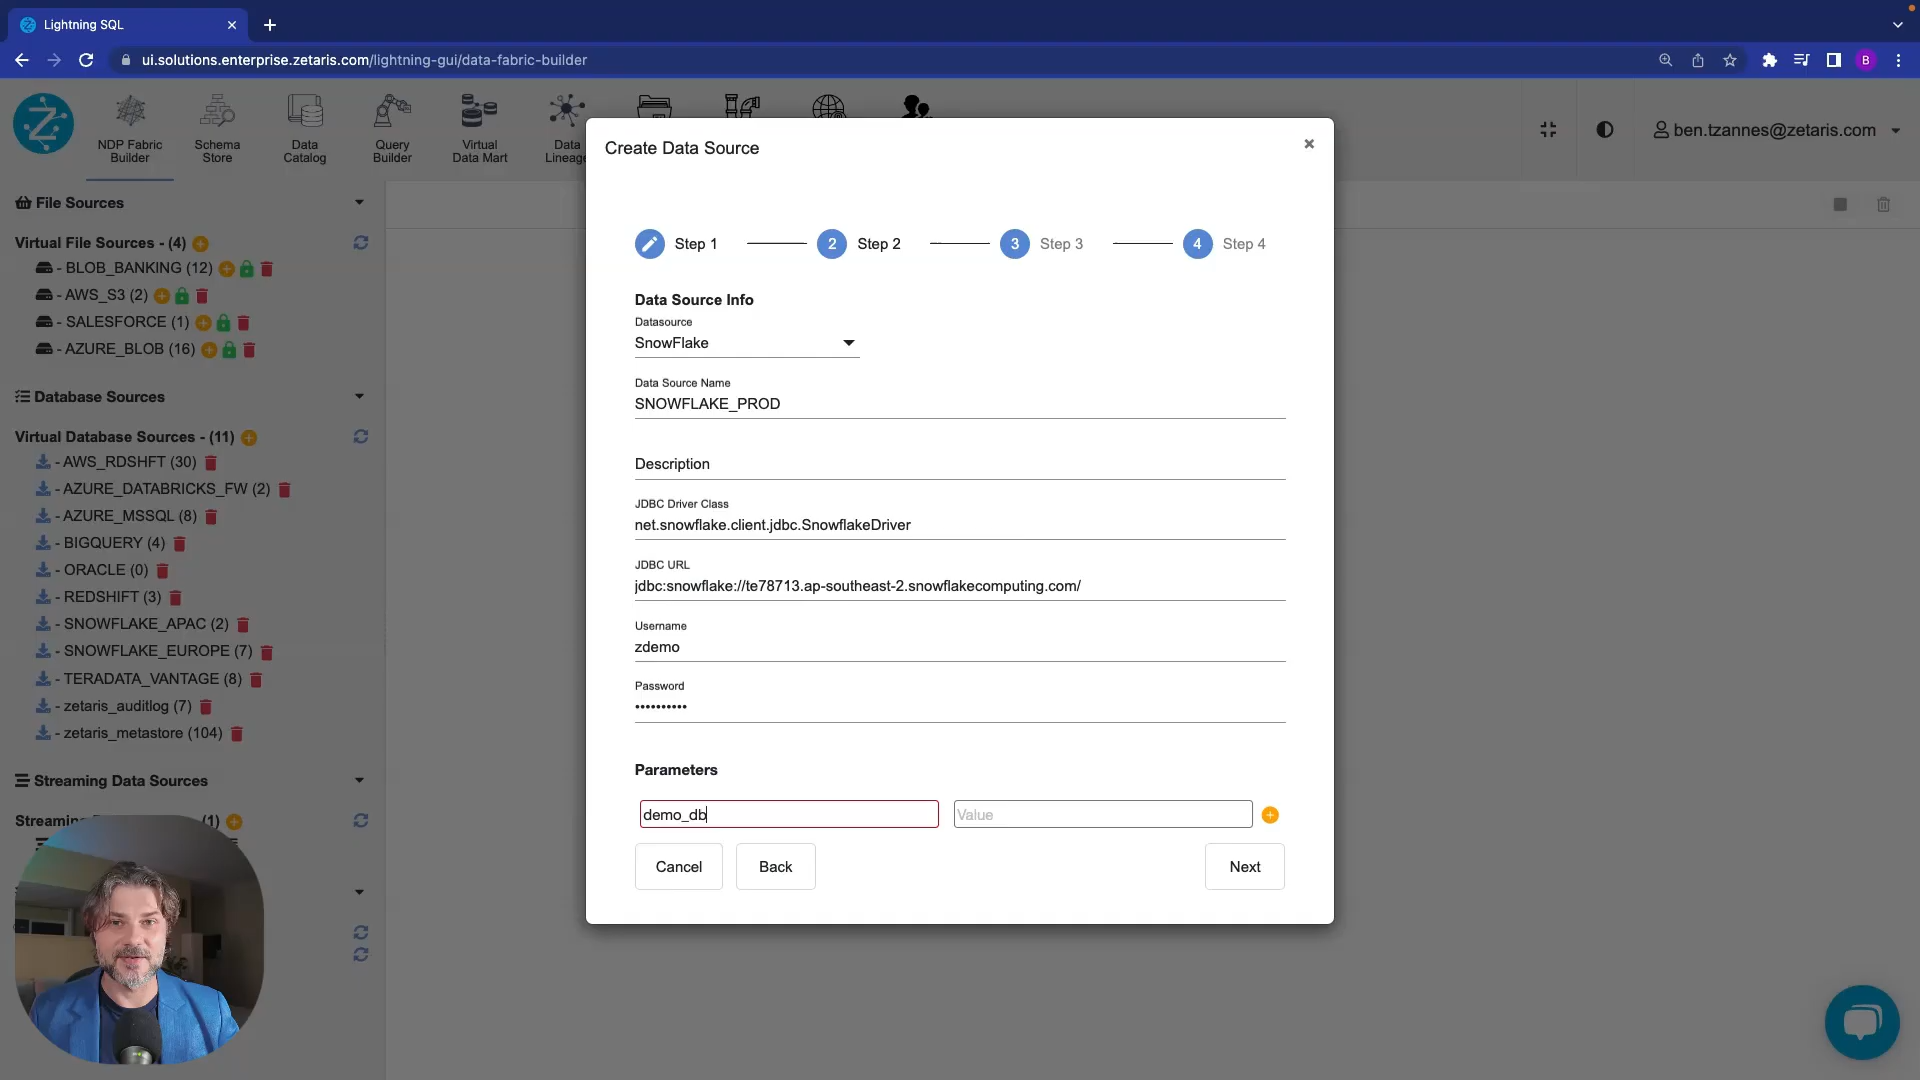 Lightning SQL
ui.solutions.enterprise.zetaris.com/lightning-gui/data-fabric-builder
B
Z
NDP Fabric
Builder
Schema
Store
Data
Catalog
Query
Builder
Virtual
Data Mart
Data
Lineage
ben.tzannes@zetaris.com
File Sources
Virtual File Sources - (4)
- BLOB_BANKING (12)
- AWS_S3 (2)
- SALESFORCE (1)
- AZURE_BLOB (16)
Database Sources
Virtual Database Sources - (11)
- AWS_RDSHFT (30)
- AZURE_DATABRICKS_FW (2)
- AZURE_MSSQL (8)
- BIGQUERY (4)
- ORACLE (0)
- REDSHIFT (3)
- SNOWFLAKE_APAC (2)
- SNOWFLAKE_EUROPE (7)
- TERADATA_VANTAGE (8)
- zetaris_auditlog (7)
- zetaris_metastore (104)
Streaming Data Sources
(1)
Create Data Source
Step 1
2 Step 2
3 Step 3
4 Step 4
Data Source Info
Datasource
SnowFlake
Data Source Name
SNOWFLAKE_PROD
Description
JDBC Driver Class
net.snowflake.client.jdbc.SnowflakeDriver
JDBC URL
jdbc:snowflake://te78713.ap-southeast-2.snowflakecomputing.com/
Username
zdemo
Password
••••••••••
Parameters
demo_db
Value
Cancel
Back
Next